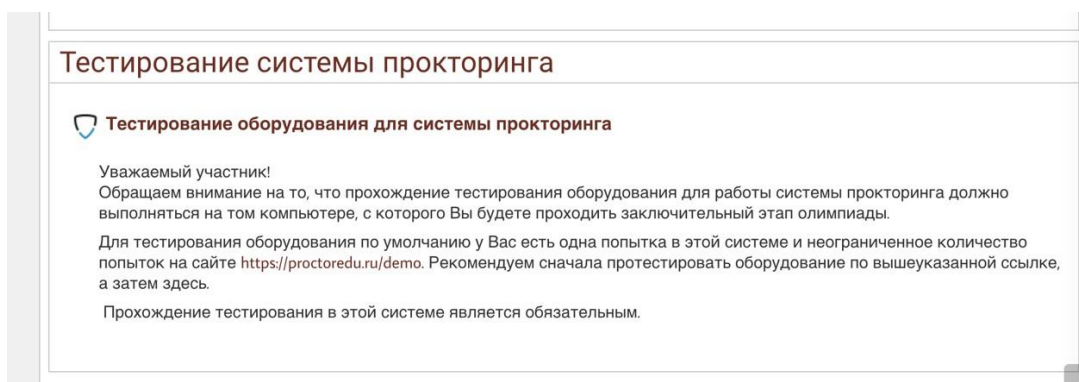 Тестирование системы прокторинга
Тестирование оборудования для системы прокторинга
Уважаемый участник!
Обращаем внимание на то, что прохождение тестирования оборудования для работы системы прокторинга должно
выполняться на том компьютере, с которого Вы будете проходить заключительный этап олимпиады.
Для тестирования оборудования по умолчанию у Вас есть одна попытка в этой системе и неограниченное количество
попыток на сайте https://proctoredu.ru/demo. Рекомендуем сначала протестировать оборудование по вышеуказанной ссылке,
а затем здесь.
Прохождение тестирования в этой системе является обязательным.